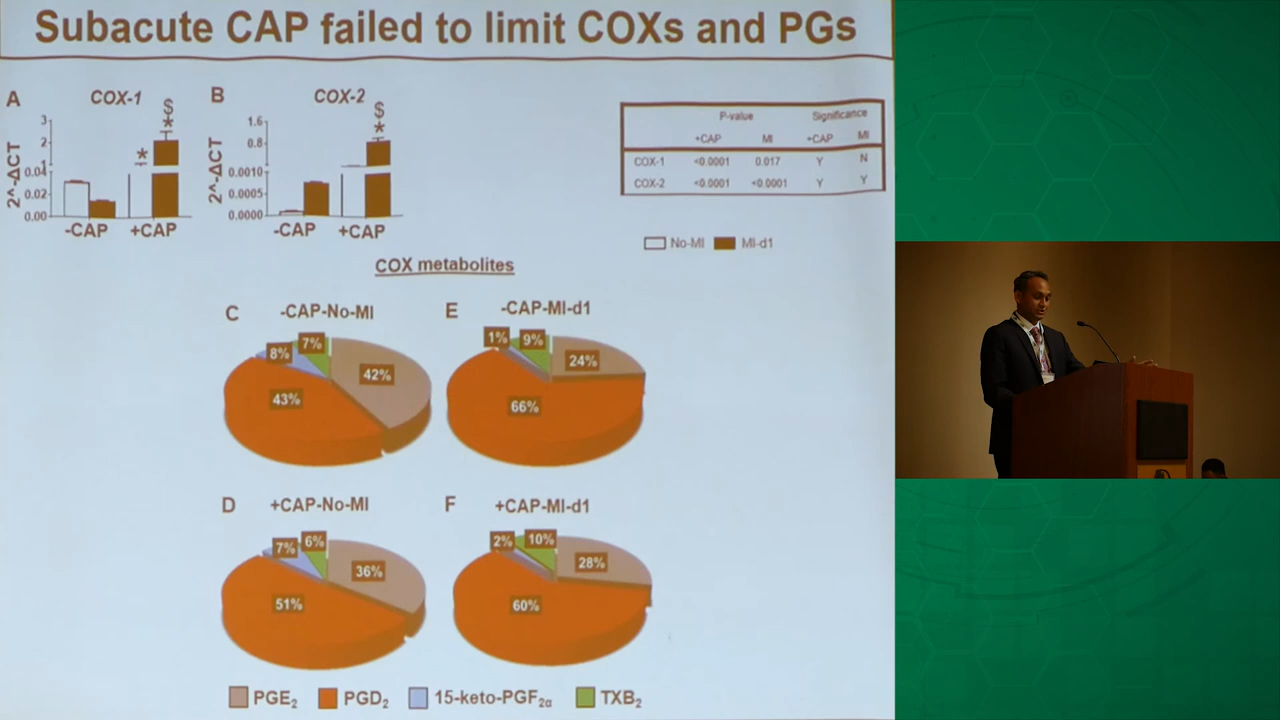 Subacute CAP failed to limit COXs and PGs
A
COX-1
$
*
*
2^-ΔCT
3
2
1
0.04
0.02
0.00
-CAP
+CAP
B
COX-2
$
*
2^-ΔCT
1.6
0.8
0.0010
0.0005
0.0000
-CAP
+CAP
P-value Significance
+CAP MI +CAP MI
COX-1 <0.0001 0.017 Y N
COX-2 <0.0001 <0.0001 Y Y
No-MI MI-d1
COX metabolites
C -CAP-No-MI
7%
8%
42%
43%
E -CAP-MI-d1
1%
9%
24%
66%
D +CAP-No-MI
7%
6%
36%
51%
F +CAP-MI-d1
2%
10%
28%
60%
PGE₂ PGD₂ 15-keto-PGF₂α TXB₂